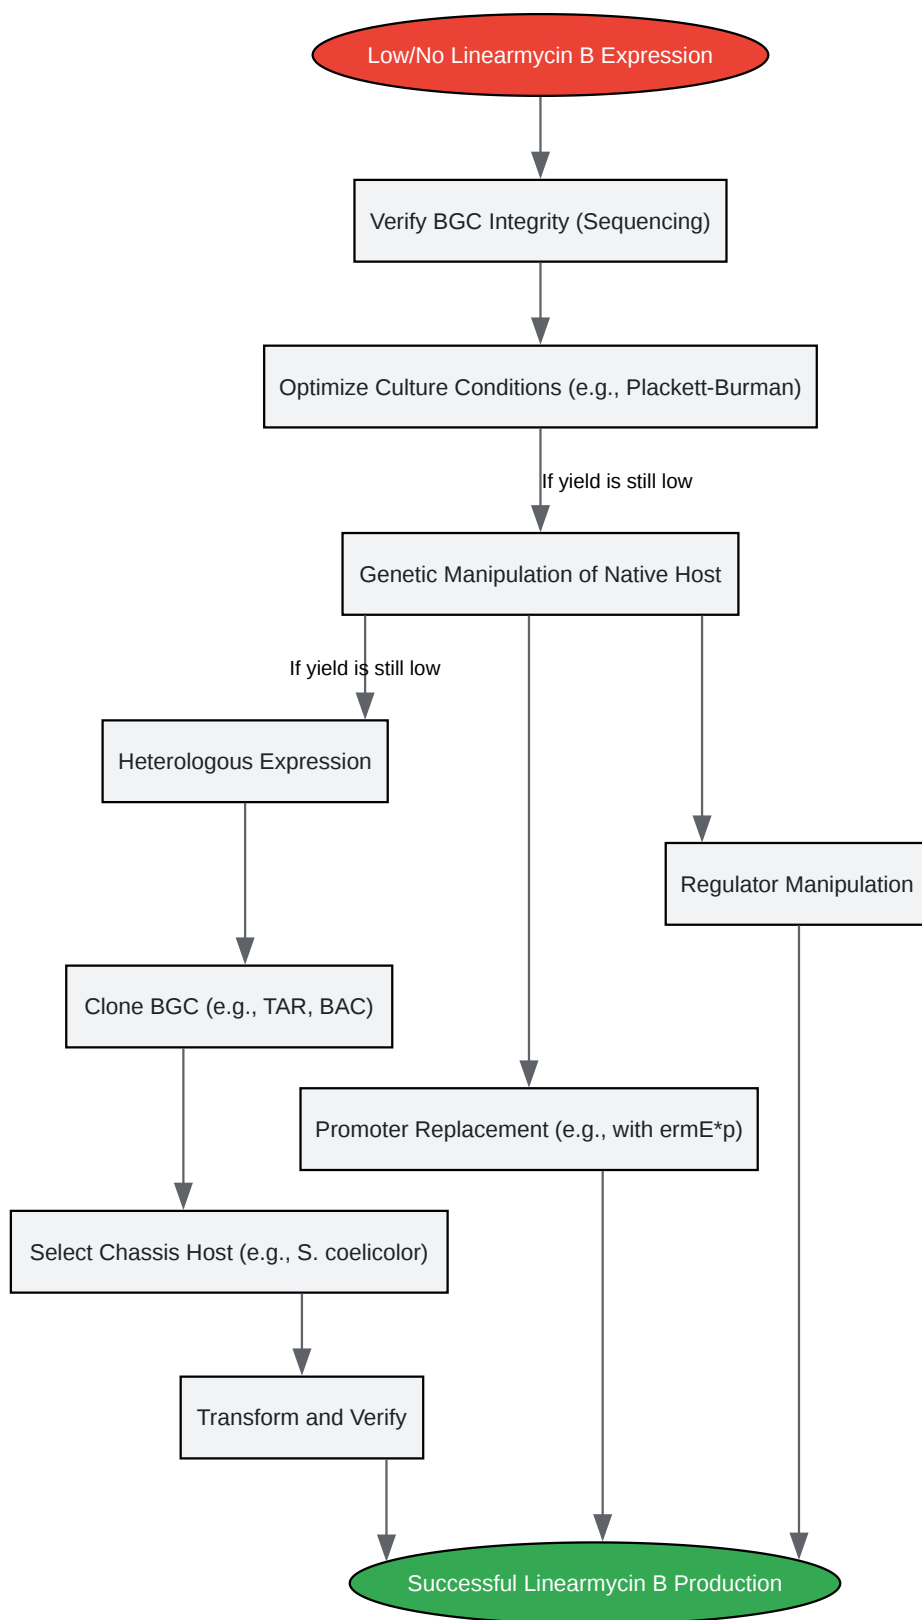 Low/No Linearmycin B Expression
Verify BGC Integrity (Sequencing)
Optimize Culture Conditions (e.g., Plackett-Burman)
If yield is still low
Genetic Manipulation of Native Host
If yield is still low
Heterologous Expression
Regulator Manipulation
Clone BGC (e.g., TAR, BAC)
Promoter Replacement (e.g., with ermE*p)
Select Chassis Host (e.g., S. coelicolor)
Transform and Verify
Successful Linearmycin B Production